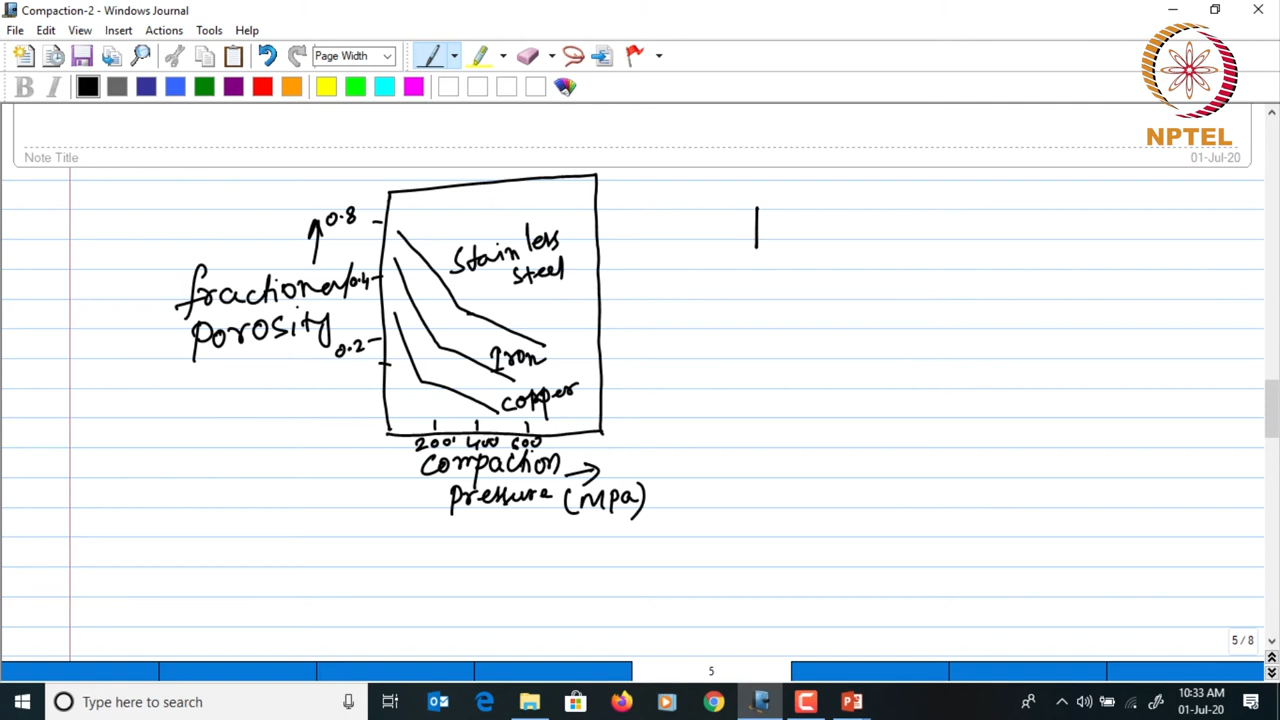 Compaction-2 - Windows Journal
File Edit View Insert Actions Tools Help
Page Width
B I
NPTEL
Note Title
01-Jul-20
0.8
Stainless
steel
fractional
0.4
porosity
0.2
Iron
Copper
200 400 600
Compaction
Pressure (MPa)
5 / 8
5
Type here to search
10:33 AM
01-Jul-20